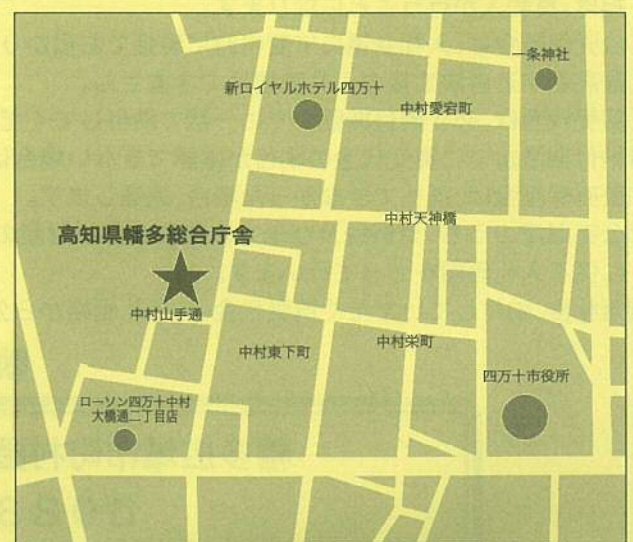 一条神社
新ロイヤルホテル四万十
中村愛宕町
中村天神橋
高知県幡多総合庁舎
中村山手通
中村栄町
中村東下町
四万十市役所
ローソン四万十中村
大橋通二丁目店